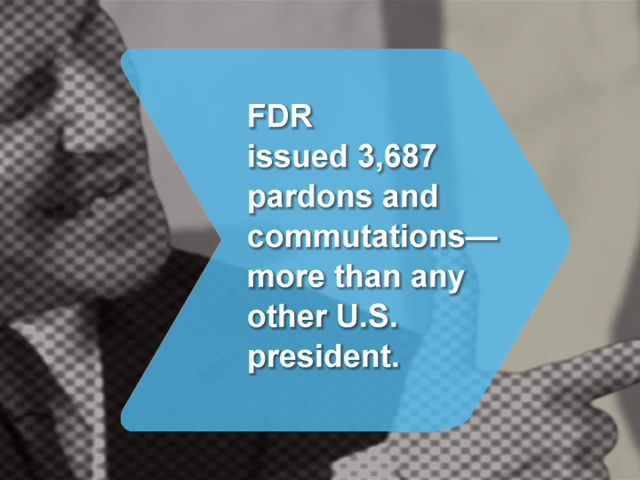 FDR
issued 3,687
pardons and
commutations—
more than any
other U.S.
president.